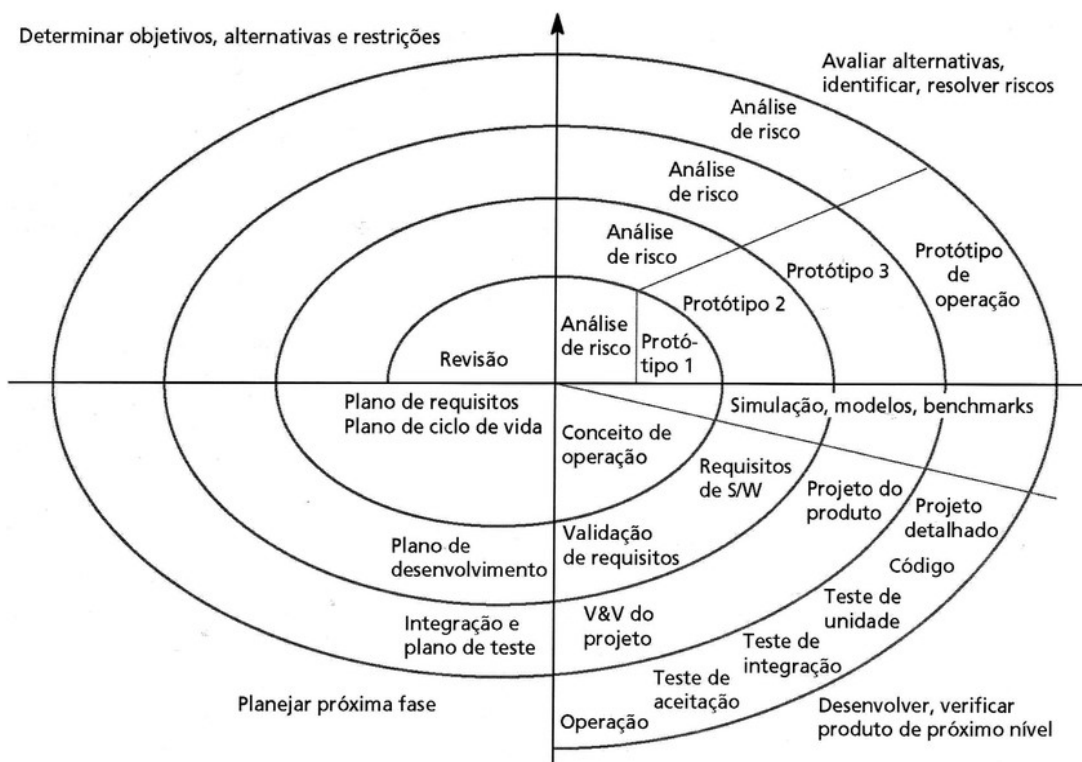 Determinar objetivos, alternativas e restrições
Avaliar alternativas,
identificar, resolver riscos
Análise
de risco
Análise
de risco
Análise
de risco
Protótipo
de
operação
Protótipo 3
Protótipo 2
Análise
de risco
Protó-
tipo 1
Revisão
Plano de requisitos
Plano de ciclo de vida
Simulação, modelos, benchmarks
Conceito de
operação
Requisitos
de S/W
Projeto do
produto
Projeto
detalhado
Plano de
desenvolvimento
Validação
de requisitos
Código
Integração e
plano de teste
V&V do
projeto
Teste de
unidade
Teste de
integração
Teste de
aceitação
Operação
Planejar próxima fase
Desenvolver, verificar
produto de próximo nível